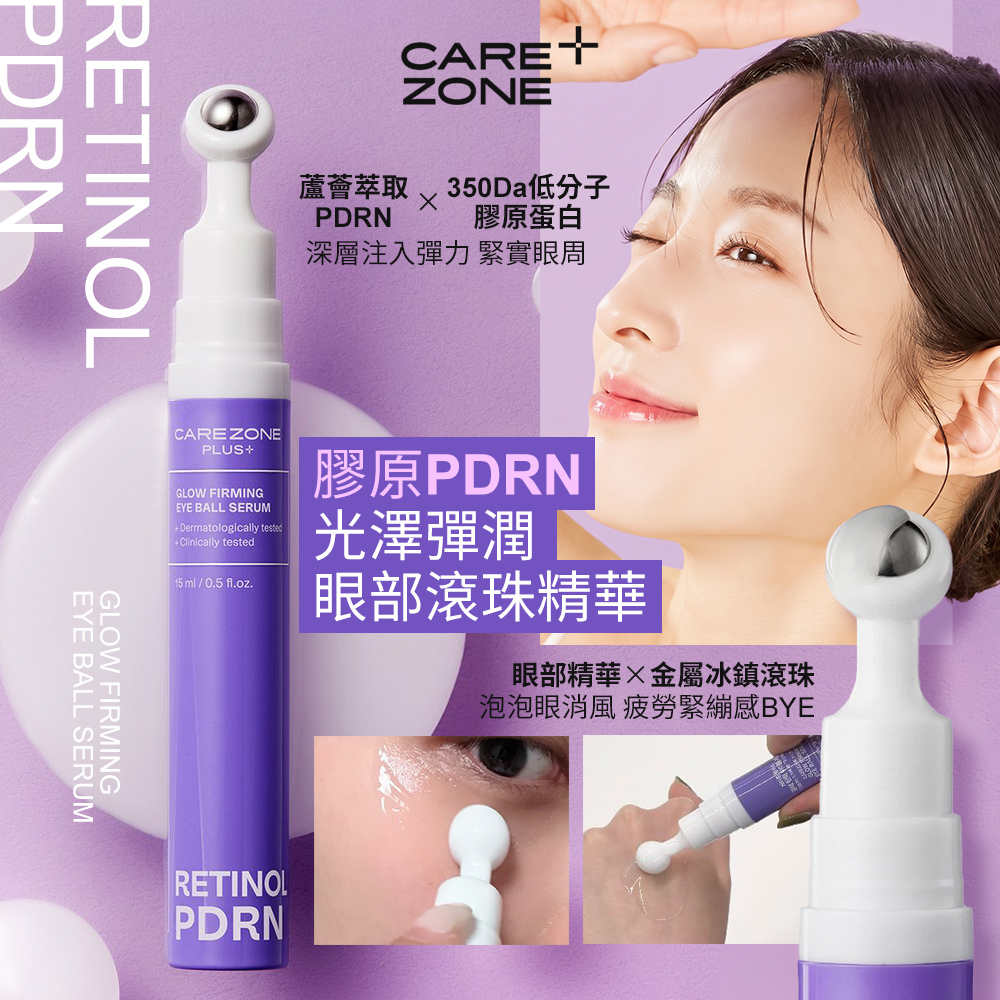 RETINOL
PDRN
CARE+
ZONE
蘆薈萃取 × 350Da低分子
PDRN 膠原蛋白
深層注入彈力 緊實眼周
CAREZONE
PLUS+
GLOW FIRMING
EYE BALL SERUM
+ Dermatologically tested
+ Clinically tested
15 ml / 0.5 fl.oz.
膠原PDRN
光澤彈潤
眼部滾珠精華
GLOW FIRMING
EYE BALL SERUM
眼部精華×金屬冰鎮滾珠
泡泡眼消風 疲勞緊繃感BYE
RETINOL
PDRN